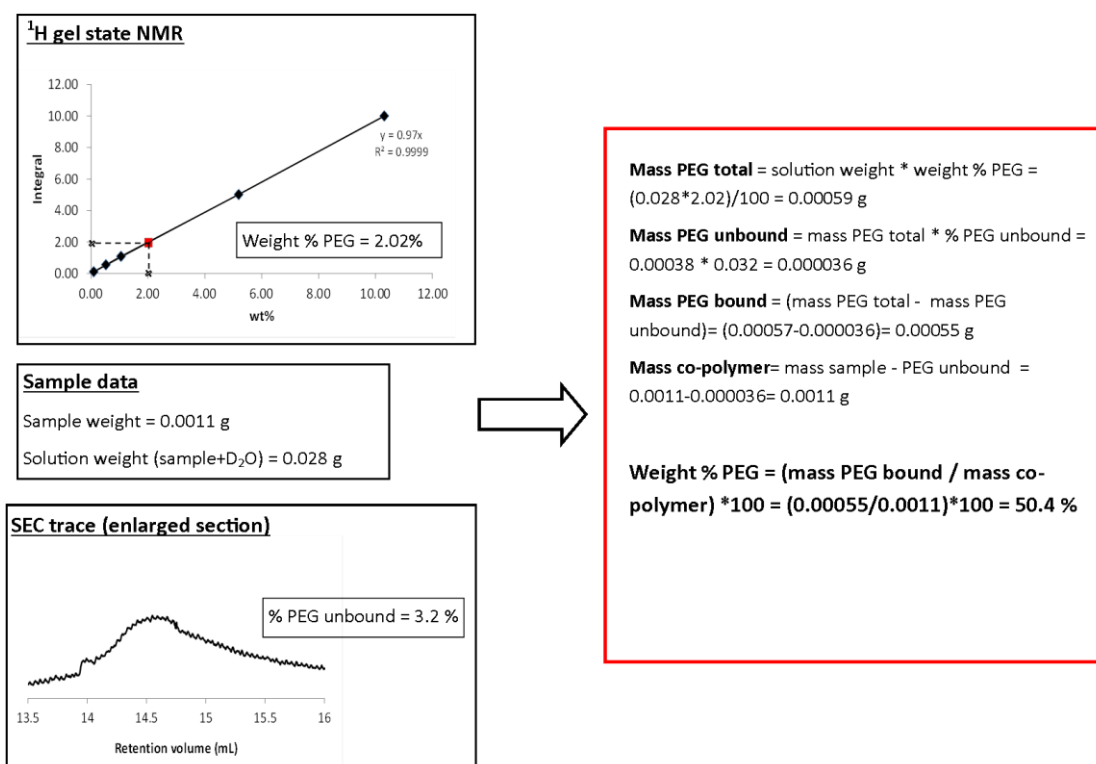 ¹H gel state NMR
12.00
10.00
8.00
6.00
4.00
2.00
0.00
Integral
y = 0.97x
R² = 0.9999
Weight % PEG = 2.02%
0.00 2.00 4.00 6.00 8.00 10.00 12.00
wt%
Sample data
Sample weight = 0.0011 g
Solution weight (sample+D₂O) = 0.028 g
SEC trace (enlarged section)
% PEG unbound = 3.2 %
13.5 14 14.5 15 15.5 16
Retention volume (mL)
Mass PEG total = solution weight * weight % PEG =
(0.028*2.02)/100 = 0.00059 g
Mass PEG unbound = mass PEG total * % PEG unbound =
0.00038 * 0.032 = 0.000036 g
Mass PEG bound = (mass PEG total - mass PEG
unbound)= (0.00057-0.000036)= 0.00055 g
Mass co-polymer= mass sample - PEG unbound =
0.0011-0.000036= 0.0011 g
Weight % PEG = (mass PEG bound / mass co-
polymer) *100 = (0.00055/0.0011)*100 = 50.4 %